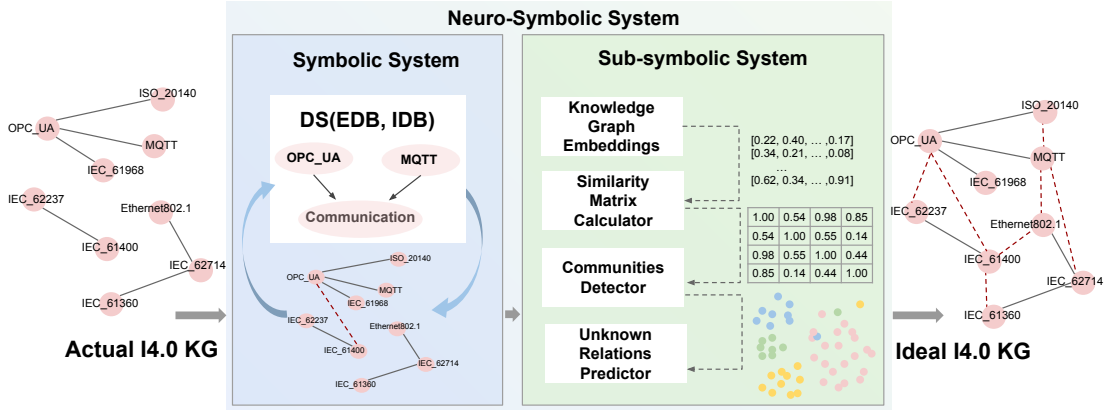 Neuro-Symbolic System
Symbolic System
Sub-symbolic System
ISO_20140
OPC_UA
MQTT
IEC_61968
IEC_62237
Ethernet802.1
IEC_61400
IEC_62714
IEC_61360
Actual I4.0 KG
DS(EDB, IDB)
OPC_UA
MQTT
Communication
ISO_20140
OPC_UA
MQTT
IEC_61968
IEC_62237
Ethernet802.1
IEC_61400
IEC_62714
IEC_61360
Knowledge
Graph
Embeddings
[0.22, 0.40, ... ,0.17]
[0.34, 0.21, ... ,0.08]
...
[0.62, 0.34, ... ,0.91]
Similarity
Matrix
Calculator
1.00 0.54 0.98 0.85
0.54 1.00 0.55 0.14
0.98 0.55 1.00 0.44
0.85 0.14 0.44 1.00
Communities
Detector
Unknown
Relations
Predictor
ISO_20140
OPC_UA
MQTT
IEC_61968
IEC_62237
Ethernet802.1
IEC_61400
IEC_62714
IEC_61360
Ideal I4.0 KG